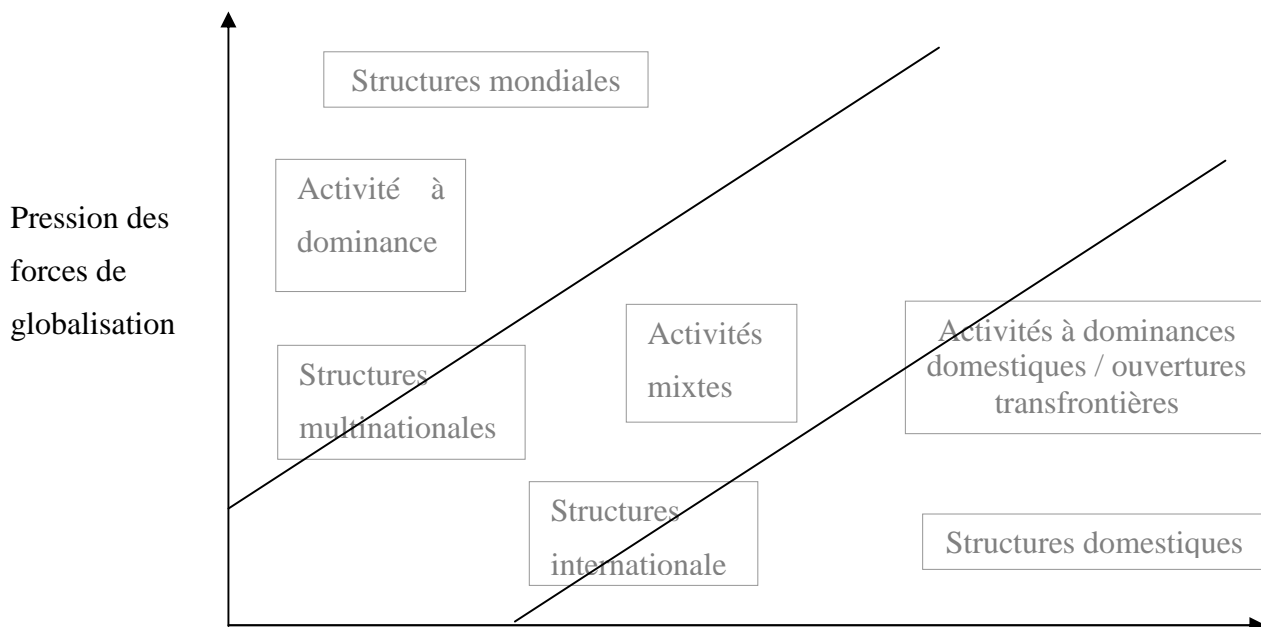 Structures mondiales
Activité à
dominance
Pression des
forces de
globalisation
Structures
multinationales
Activités
mixtes
Activités à dominances
domestiques / ouvertures
transfrontières
Structures
internationale
Structures domestiques